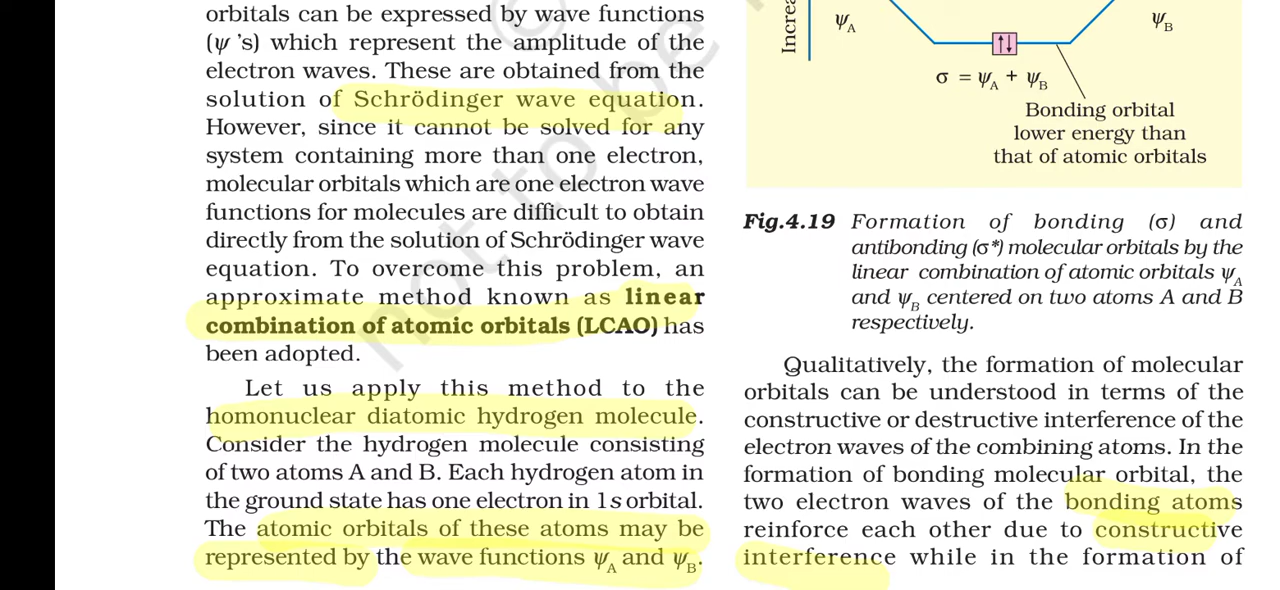 orbitals can be expressed by wave functions
(ψ 's) which represent the amplitude of the
electron waves. These are obtained from the
solution of Schrödinger wave equation.
However, since it cannot be solved for any
system containing more than one electron,
molecular orbitals which are one electron wave
functions for molecules are difficult to obtain
directly from the solution of Schrödinger wave
equation. To overcome this problem, an
approximate method known as linear
combination of atomic orbitals (LCAO) has
been adopted.
Let us apply this method to the
homonuclear diatomic hydrogen molecule.
Consider the hydrogen molecule consisting
of two atoms A and B. Each hydrogen atom in
the ground state has one electron in 1s orbital.
The atomic orbitals of these atoms may be
represented by the wave functions ψA and ψB.
Increa
ψA
ψB
σ = ψA + ψB
Bonding orbital
lower energy than
that of atomic orbitals
Fig.4.19 Formation of bonding (σ) and
antibonding (σ*) molecular orbitals by the
linear combination of atomic orbitals ψA
and ψB centered on two atoms A and B
respectively.
Qualitatively, the formation of molecular
orbitals can be understood in terms of the
constructive or destructive interference of the
electron waves of the combining atoms. In the
formation of bonding molecular orbital, the
two electron waves of the bonding atoms
reinforce each other due to constructive
interference while in the formation of
©
not to be